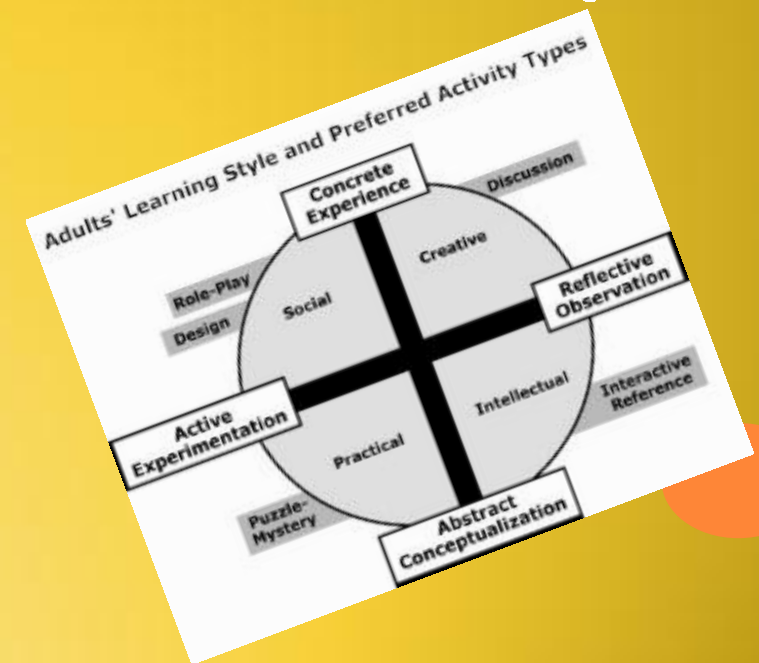 Adults' Learning Style and Preferred Activity Types
Concrete
Experience
Discussion
Creative
Role-Play
Social
Design
Reflective
Observation
Active
Experimentation
Intellectual
Interactive
Reference
Practical
Puzzle-
Mystery
Abstract
Conceptualization